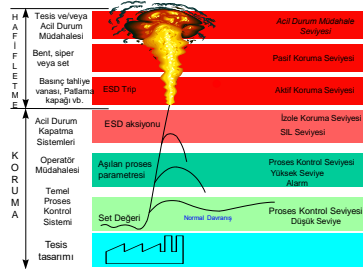 HAFİFLETME
Tesis ve/veya
Acil Durum
Müdahalesi
Acil Durum Müdahale
Seviyesi
Bent, siper
veya set
Pasif Koruma Seviyesi
Basınç tahliye
vanası, Patlama
kapağı vb.
ESD Trip
Aktif Koruma Seviyesi
KORUMA
Acil Durum
Kapatma
Sistemleri
ESD aksiyonu
İzole Koruma Seviyesi
SIL Seviyesi
Operatör
Müdahalesi
Aşılan proses
parametresi
Proses Kontrol Seviyesi
Yüksek Seviye
Alarm
Temel
Proses
Kontrol
Sistemi
Set Değeri
Normal Davranış
Proses Kontrol Seviyesi
Düşük Seviye
Tesis
tasarımı